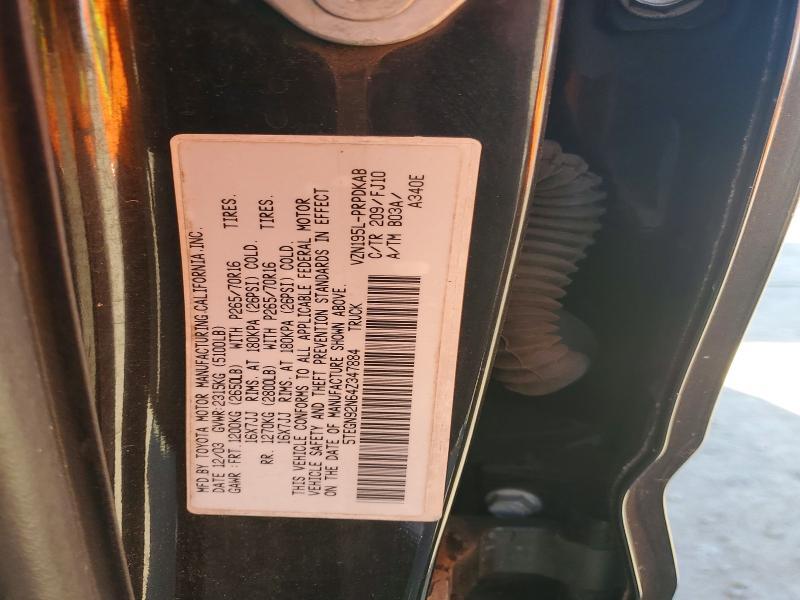 MFD BY TOYOTA MOTOR MANUFACTURING, CALIFORNIA, INC.
DATE 12/03 GVWR:2315KG (5100LB)
GAWR:FRT. 1200KG (2650LB) WITH P265/70R16 TIRES.
16X7JJ RIMS. AT 180KPA (26PSI) COLD.
RR. 1270KG (2800LB) WITH P265/70R16 TIRES.
16X7JJ RIMS. AT 180KPA (26PSI) COLD.
THIS VEHICLE CONFORMS TO ALL APPLICABLE FEDERAL MOTOR
VEHICLE SAFETY AND THEFT PREVENTION STANDARDS IN EFFECT
ON THE DATE OF MANUFACTURE SHOWN ABOVE.
5TEGN92N64Z347884 TRUCK
VZN195L-PRPDKAB
C/TR 209/FJ10
A/TM B03A/
A340E